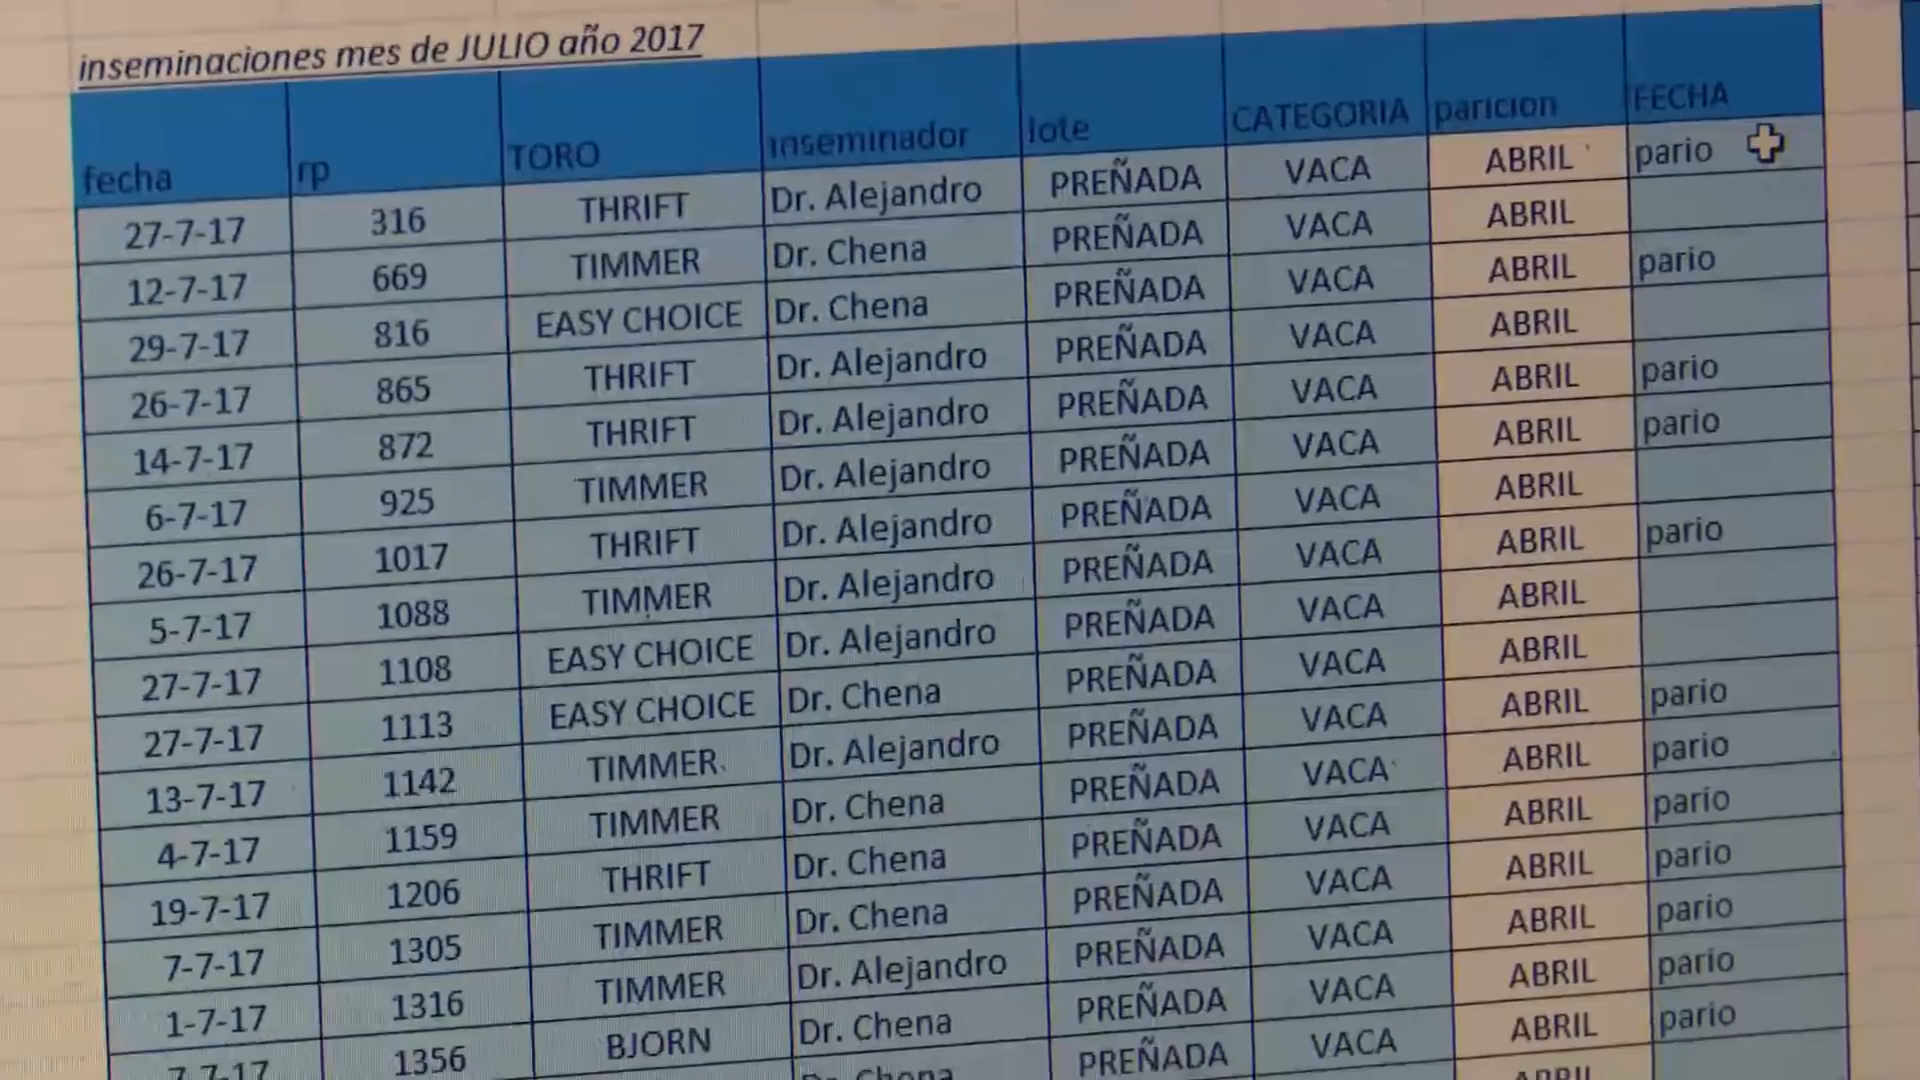 inseminaciones mes de JULIO año 2017
fecha rp TORO inseminador lote CATEGORIA paricion FECHA
27-7-17 316 THRIFT Dr. Alejandro PREÑADA VACA ABRIL pario
12-7-17 669 TIMMER Dr. Chena PREÑADA VACA ABRIL
29-7-17 816 EASY CHOICE Dr. Chena PREÑADA VACA ABRIL pario
26-7-17 865 THRIFT Dr. Alejandro PREÑADA VACA ABRIL
14-7-17 872 THRIFT Dr. Alejandro PREÑADA VACA ABRIL pario
6-7-17 925 TIMMER Dr. Alejandro PREÑADA VACA ABRIL pario
26-7-17 1017 THRIFT Dr. Alejandro PREÑADA VACA ABRIL
5-7-17 1088 TIMMER Dr. Alejandro PREÑADA VACA ABRIL pario
27-7-17 1108 EASY CHOICE Dr. Alejandro PREÑADA VACA ABRIL
27-7-17 1113 EASY CHOICE Dr. Chena PREÑADA VACA ABRIL
13-7-17 1142 TIMMER Dr. Alejandro PREÑADA VACA ABRIL pario
4-7-17 1159 TIMMER Dr. Chena PREÑADA VACA ABRIL pario
19-7-17 1206 THRIFT Dr. Chena PREÑADA VACA ABRIL pario
7-7-17 1305 TIMMER Dr. Chena PREÑADA VACA ABRIL pario
1-7-17 1316 TIMMER Dr. Alejandro PREÑADA VACA ABRIL pario
7-7-17 1356 BJORN Dr. Chena PREÑADA VACA ABRIL pario
Dr. Chena PREÑADA VACA ABRIL pario
ABRIL